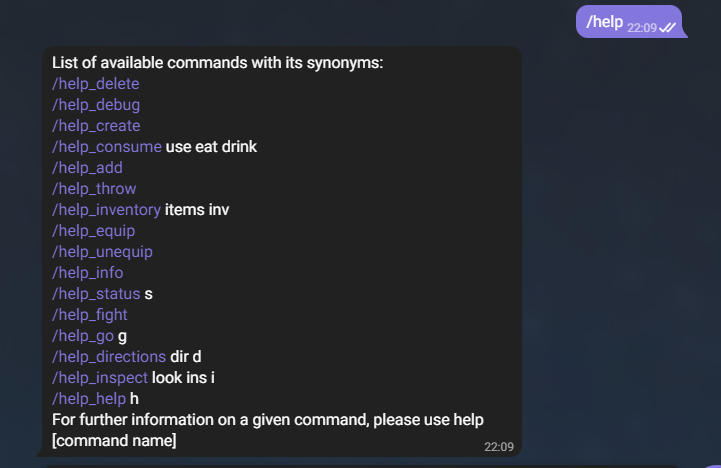 /help 22:09
List of available commands with its synonyms:
/help_delete
/help_debug
/help_create
/help_consume use eat drink
/help_add
/help_throw
/help_inventory items inv
/help_equip
/help_unequip
/help_info
/help_status s
/help_fight
/help_go g
/help_directions dir d
/help_inspect look ins i
/help_help h
For further information on a given command, please use help
[command name]
22:09